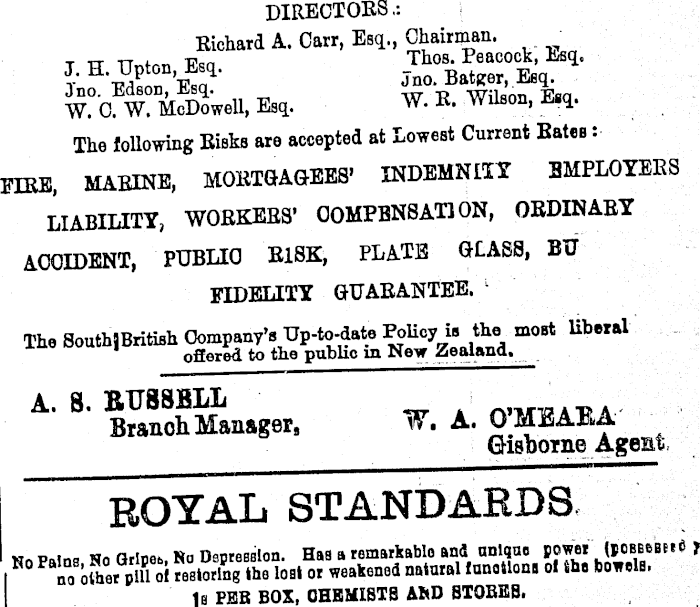 DIRECTORS.:
Richard A. Carr, Esq., Chairman.
J. H. Upton, Esq. Thos. Peacock, Esq.
Jno. Edson, Esq. Jno. Batger, Esq.
W. C. W. McDowell, Esq. W. R. Wilson, Esq.
The following Risks are accepted at Lowest Current Rates:
FIRE, MARINE, MORTGAGEES' INDEMNITY EMPLOYERS
LIABILITY, WORKERS' COMPENSATION, ORDINARY
ACCIDENT, PUBLIC RISK, PLATE GLASS, BU
FIDELITY GUARANTEE.
The South British Company's Up-to-date Policy is the most liberal
offered to the public in New Zealand.
A. S. RUSSELL
Branch Manager,
W. A. O'MEARA
Gisborne Agent,
ROYAL STANDARDS.
No Pains, No Gripes, No Depression. Has a remarkable and unique power (possessed
no other pill of restoring the lost or weakened natural functions of the bowels.
1s PER BOX, CHEMISTS AND STORES.